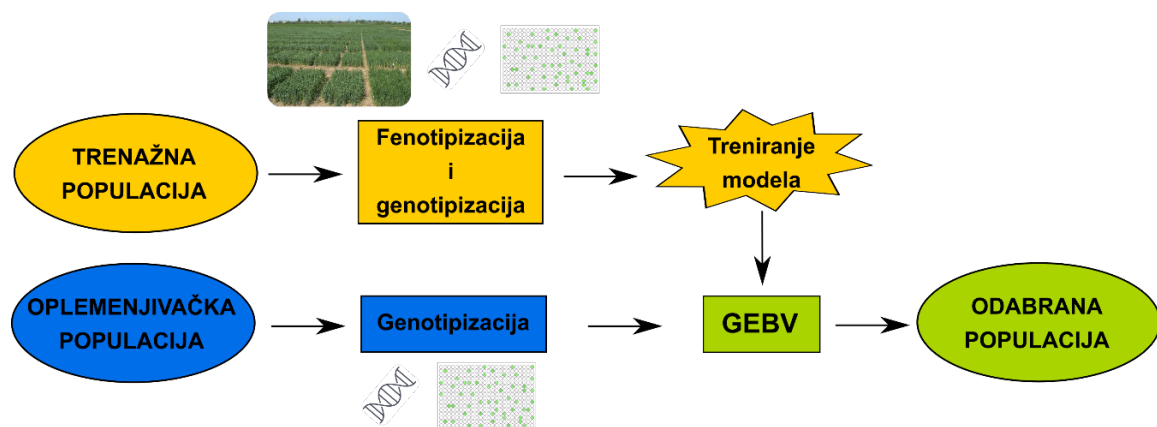 TRENAŽNA
POPULACIJA
Fenotipizacija
i
genotipizacija
Treniranje
modela
OPLEMENJIVAČKA
POPULACIJA
Genotipizacija
GEBV
ODABRANA
POPULACIJA